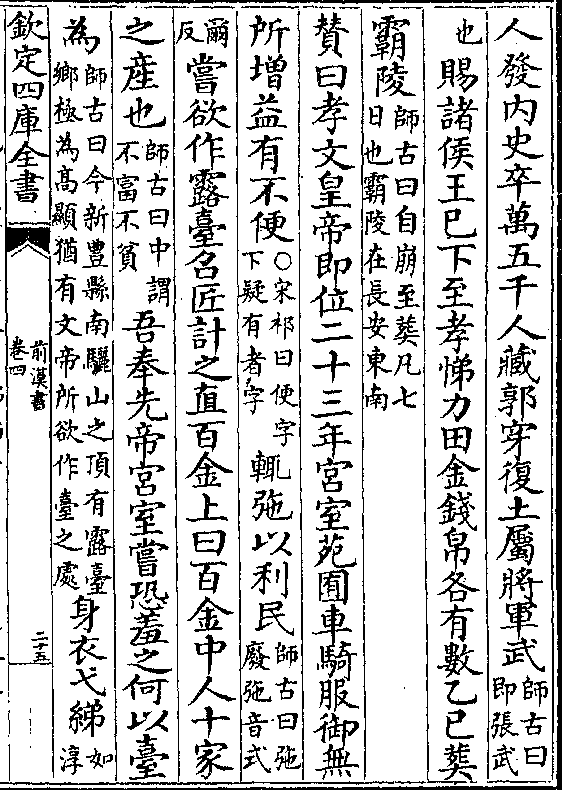 人發内史卒萬五千人藏郭穿復土屬將軍武師古曰即張武
也賜諸侯王已下至孝悌力田金錢帛各有數乙巳葬
霸陵師古曰自崩至葬凡七日也霸陵在長安東南
賛曰孝文皇帝即位二十三年宮室苑囿車騎服御無
所增益有不便○宋祁曰便字下疑有者字輒弛以利民師古曰弛廢弛音式
爾反嘗欲作露臺召匠計之直百金上曰百金中人十家
之産也師古曰中謂不富不貧吾奉先帝宮室嘗恐羞之何以臺
為師古曰今新豐縣南驪山之頂有露臺鄉極為高顯猶有文帝所欲作臺之處身衣弋綈如淳
欽定四庫全書
前漢書
卷四
二十五